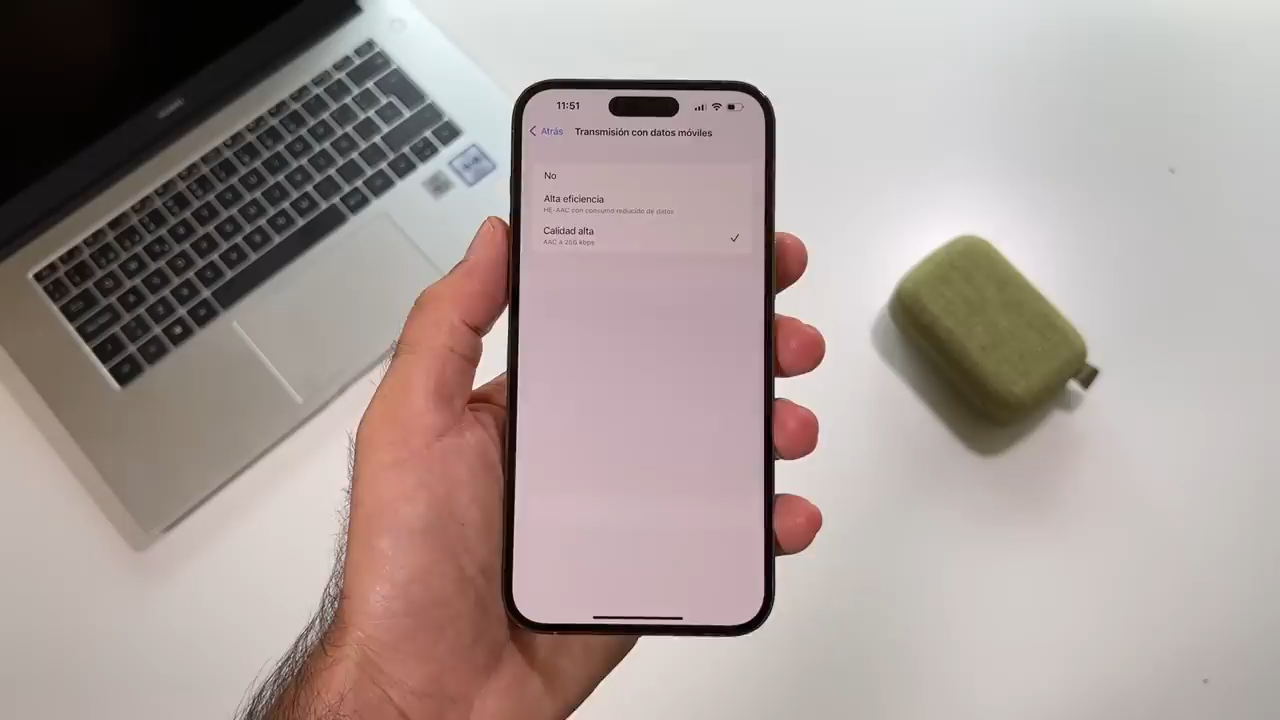 HUAWEI
11:51
Atrás
Transmisión con datos móviles
No
Alta eficiencia
HE-AAC con consumo reducido de datos
Calidad alta
AAC a 256 kbps